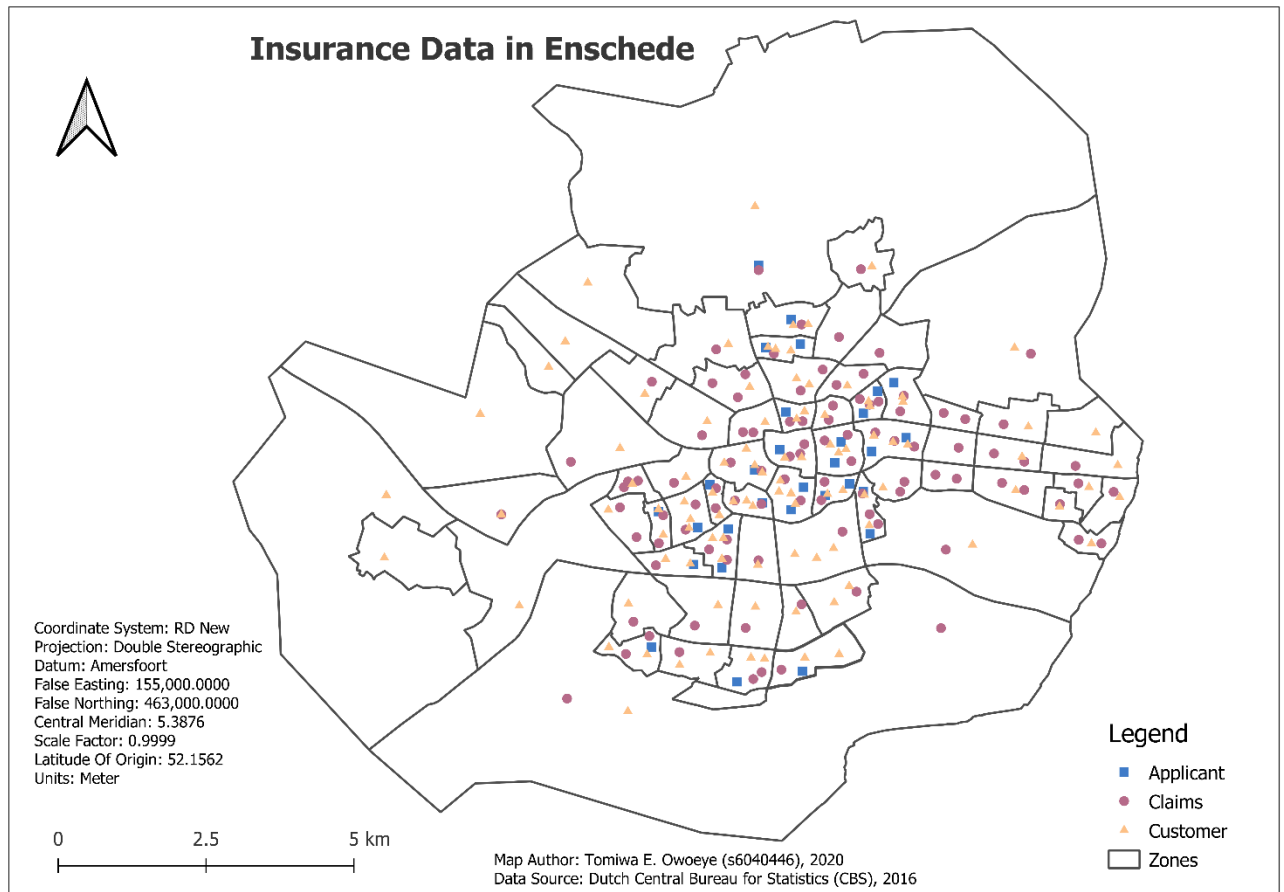 Insurance Data in Enschede
Coordinate System: RD New
Projection: Double Stereographic
Datum: Amersfoort
False Easting: 155,000.0000
False Northing: 463,000.0000
Central Meridian: 5.3876
Scale Factor: 0.9999
Latitude Of Origin: 52.1562
Units: Meter
Legend
Applicant
Claims
Customer
Zones
0 2.5 5 km
Map Author: Tomiwa E. Owoeye (s6040446), 2020
Data Source: Dutch Central Bureau for Statistics (CBS), 2016